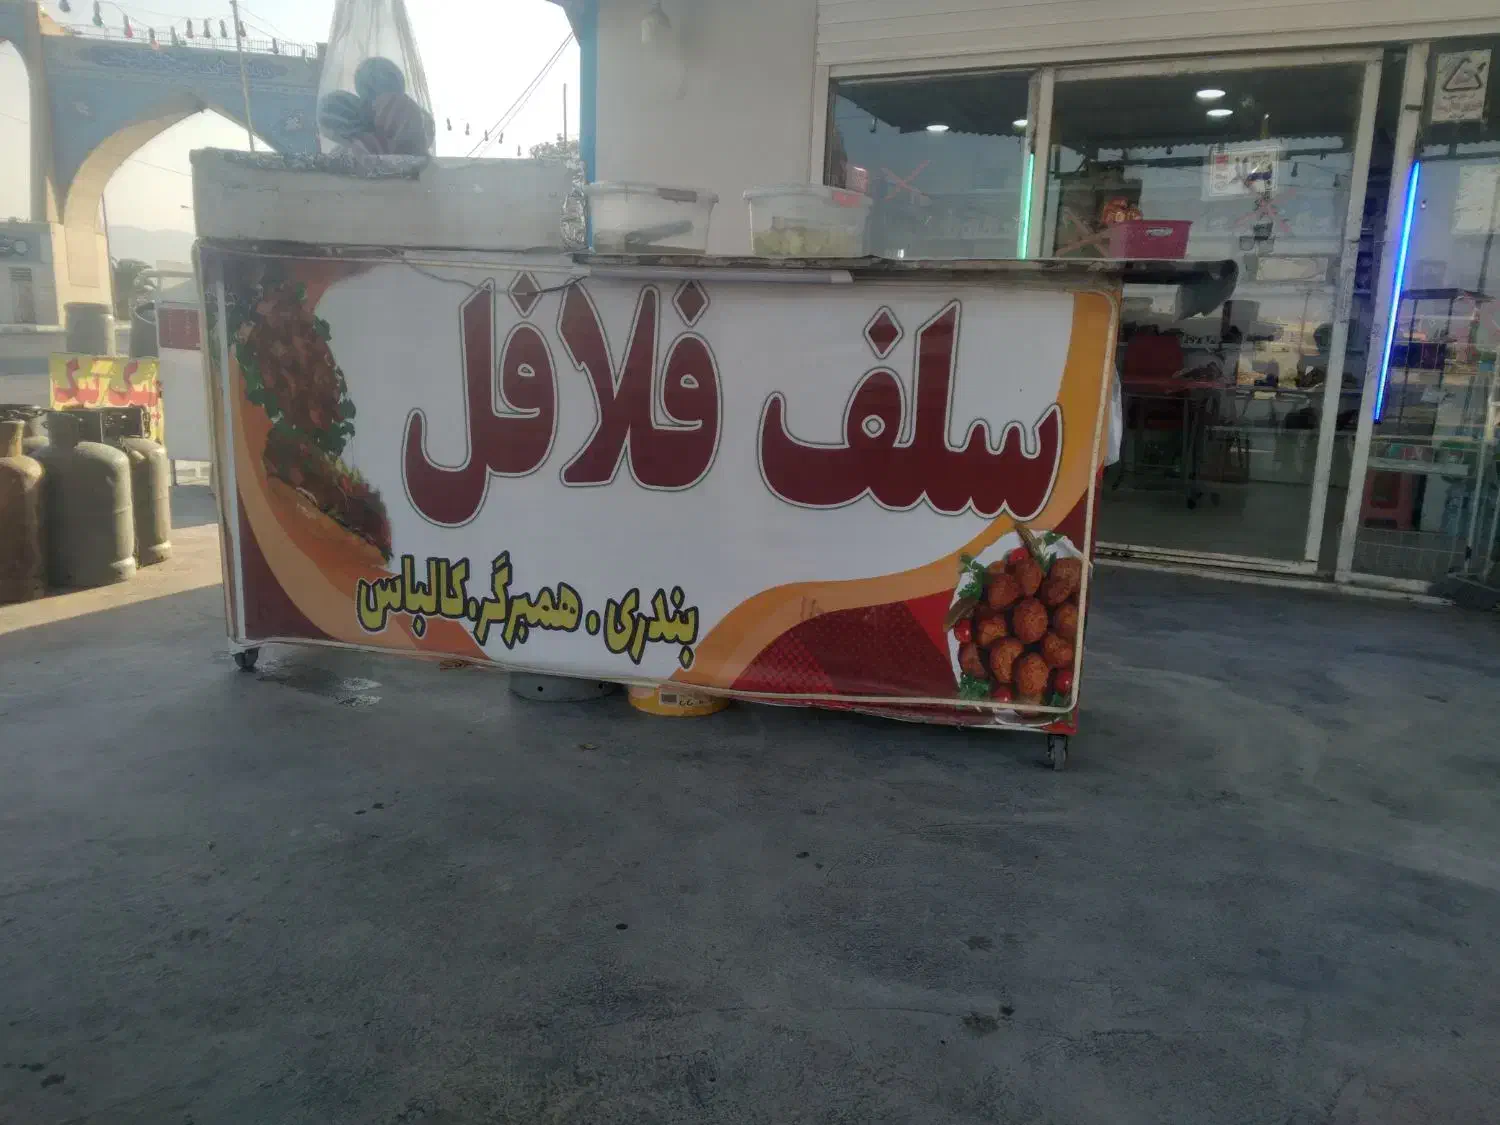 سلف فلافل
بندری . همبرگر . کالباس